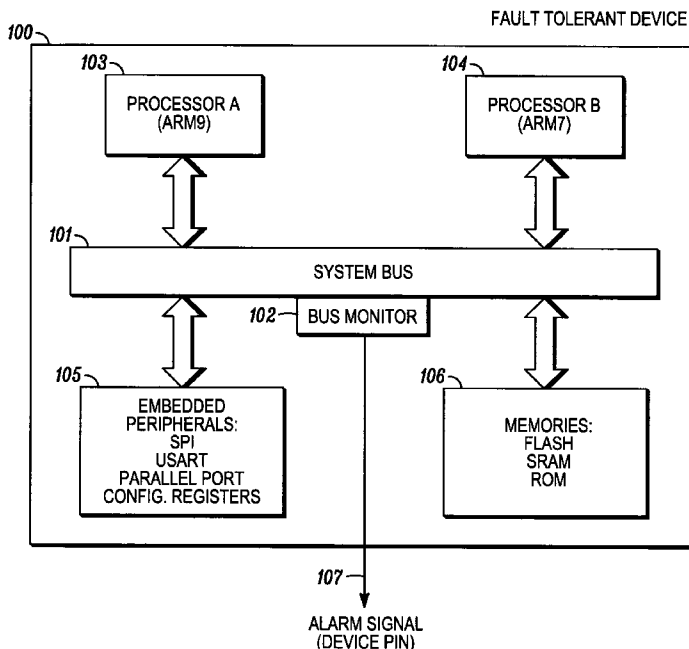 FAULT TOLERANT DEVICE
100
103
104
PROCESSOR A
(ARM9)
PROCESSOR B
(ARM7)
101
SYSTEM BUS
102
BUS MONITOR
105
106
EMBEDDED
PERIPHERALS:
SPI
USART
PARALLEL PORT
CONFIG. REGISTERS
MEMORIES:
FLASH
SRAM
ROM
107
ALARM SIGNAL
(DEVICE PIN)